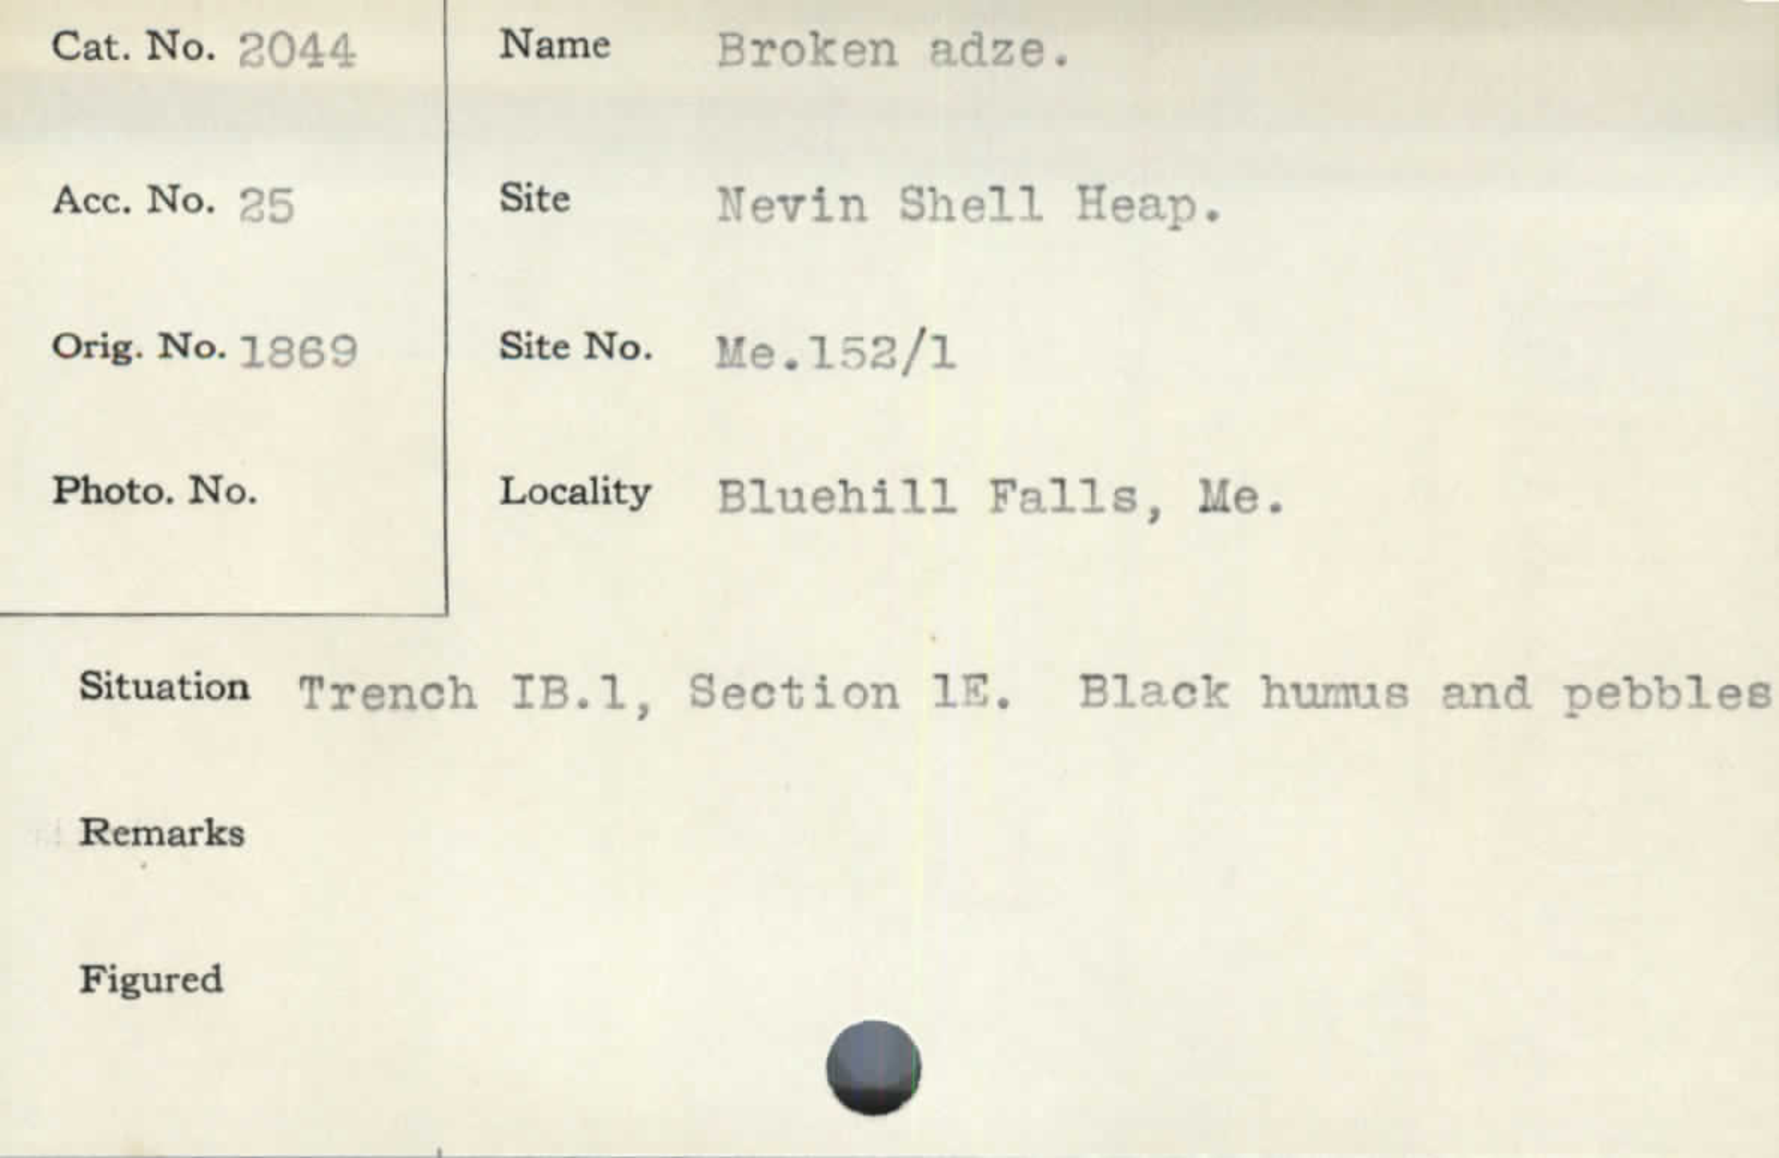 Cat. No. 2044
Name Broken adze.
Acc. No. 25
Site Nevin Shell Heap.
Orig. No. 1869
Site No. Me.152/1
Photo. No.
Locality Bluehill Falls, Me.
Situation Trench IB.1, Section 1E. Black humus and pebbles
Remarks
Figured